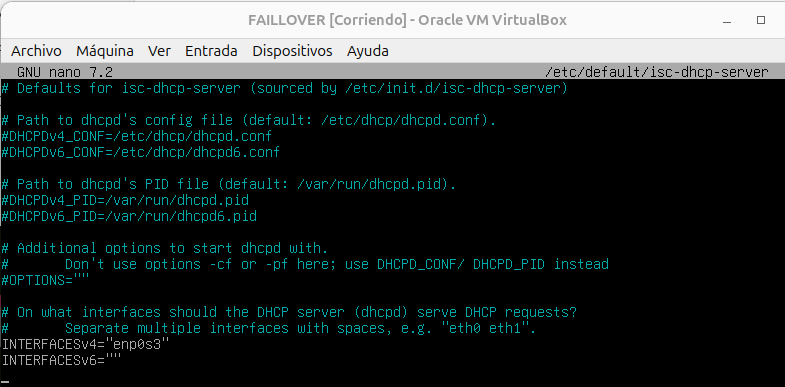 FAILLOVER [Corriendo] - Oracle VM VirtualBox
Archivo Máquina Ver Entrada Dispositivos Ayuda
GNU nano 7.2 /etc/default/isc-dhcp-server
# Defaults for isc-dhcp-server (sourced by /etc/init.d/isc-dhcp-server)
# Path to dhcpd's config file (default: /etc/dhcp/dhcpd.conf).
#DHCPDv4_CONF=/etc/dhcp/dhcpd.conf
#DHCPDv6_CONF=/etc/dhcp/dhcpd6.conf
# Path to dhcpd's PID file (default: /var/run/dhcpd.pid).
#DHCPDv4_PID=/var/run/dhcpd.pid
#DHCPDv6_PID=/var/run/dhcpd6.pid
# Additional options to start dhcpd with.
#       Don't use options -cf or -pf here; use DHCPD_CONF/ DHCPD_PID instead
#OPTIONS=""
# On what interfaces should the DHCP server (dhcpd) serve DHCP requests?
#       Separate multiple interfaces with spaces, e.g. "eth0 eth1".
INTERFACESv4="enp0s3"
INTERFACESv6=""